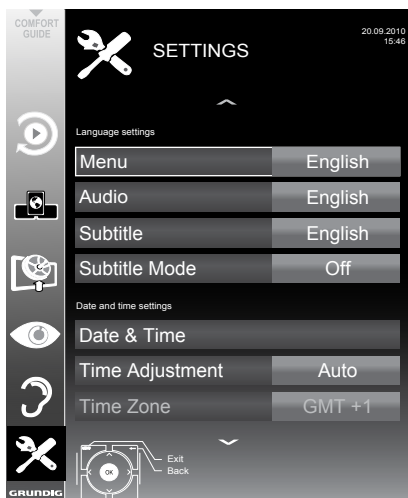 COMFORT
GUIDE
SETTINGS
20.09.2010
15:46
Language settings
Menu English
Audio English
Subtitle English
Subtitle Mode Off
Date and time settings
Date & Time
Time Adjustment Auto
Time Zone GMT +1
Exit
Back
OK
GRUNDIG